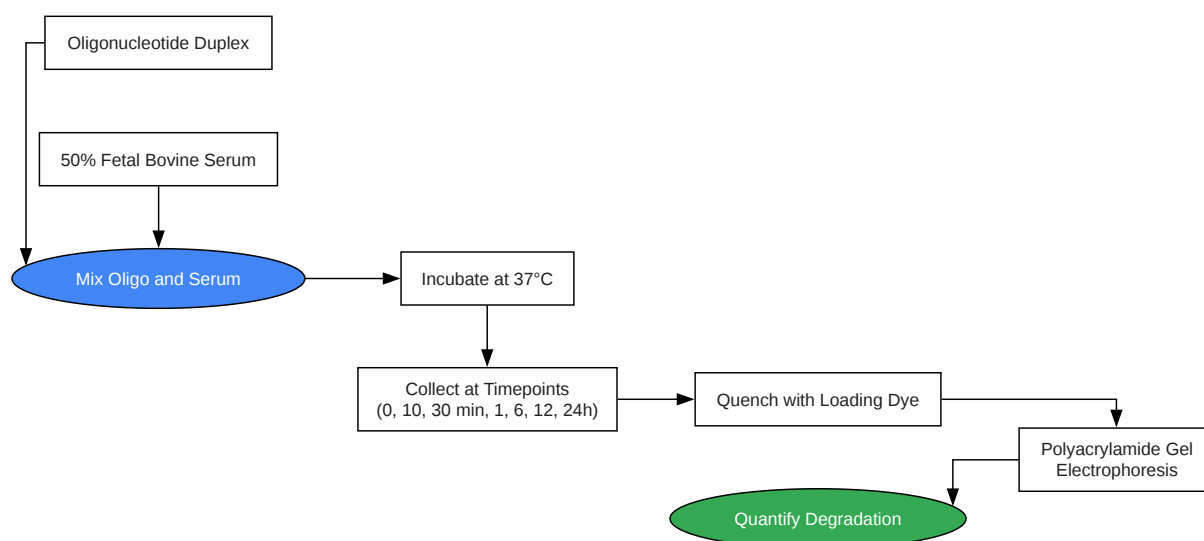 Oligonucleotide Duplex
50% Fetal Bovine Serum
Mix Oligo and Serum
Incubate at 37°C
Collect at Timepoints
(0, 10, 30 min, 1, 6, 12, 24h)
Quench with Loading Dye
Polyacrylamide Gel
Electrophoresis
Quantify Degradation